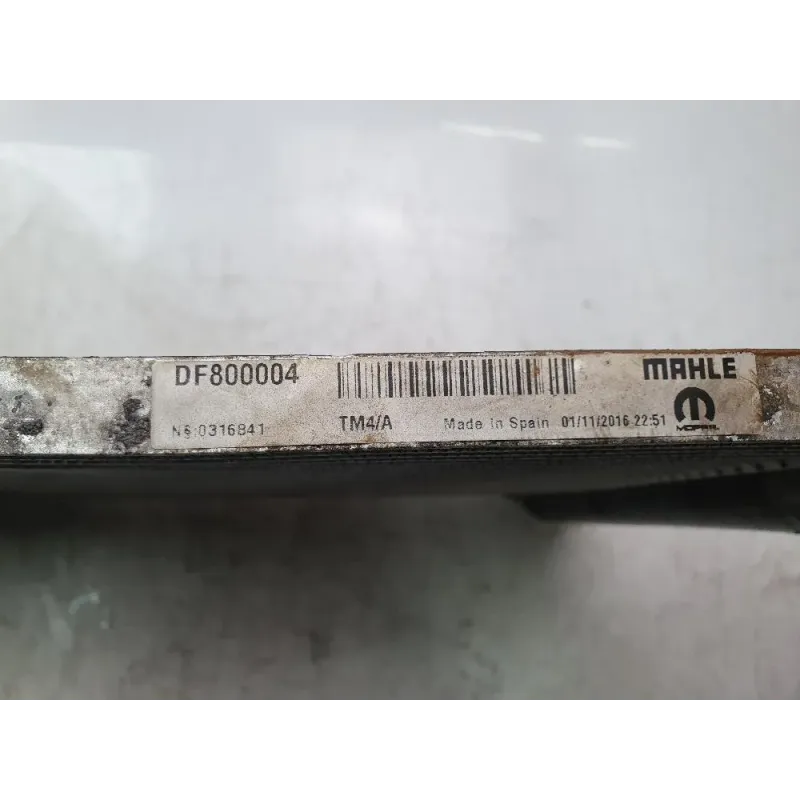 DF800004
MAHLE
N6:0316841
TM4/A
Made in Spain
01/11/2016 22:51
MOPAR